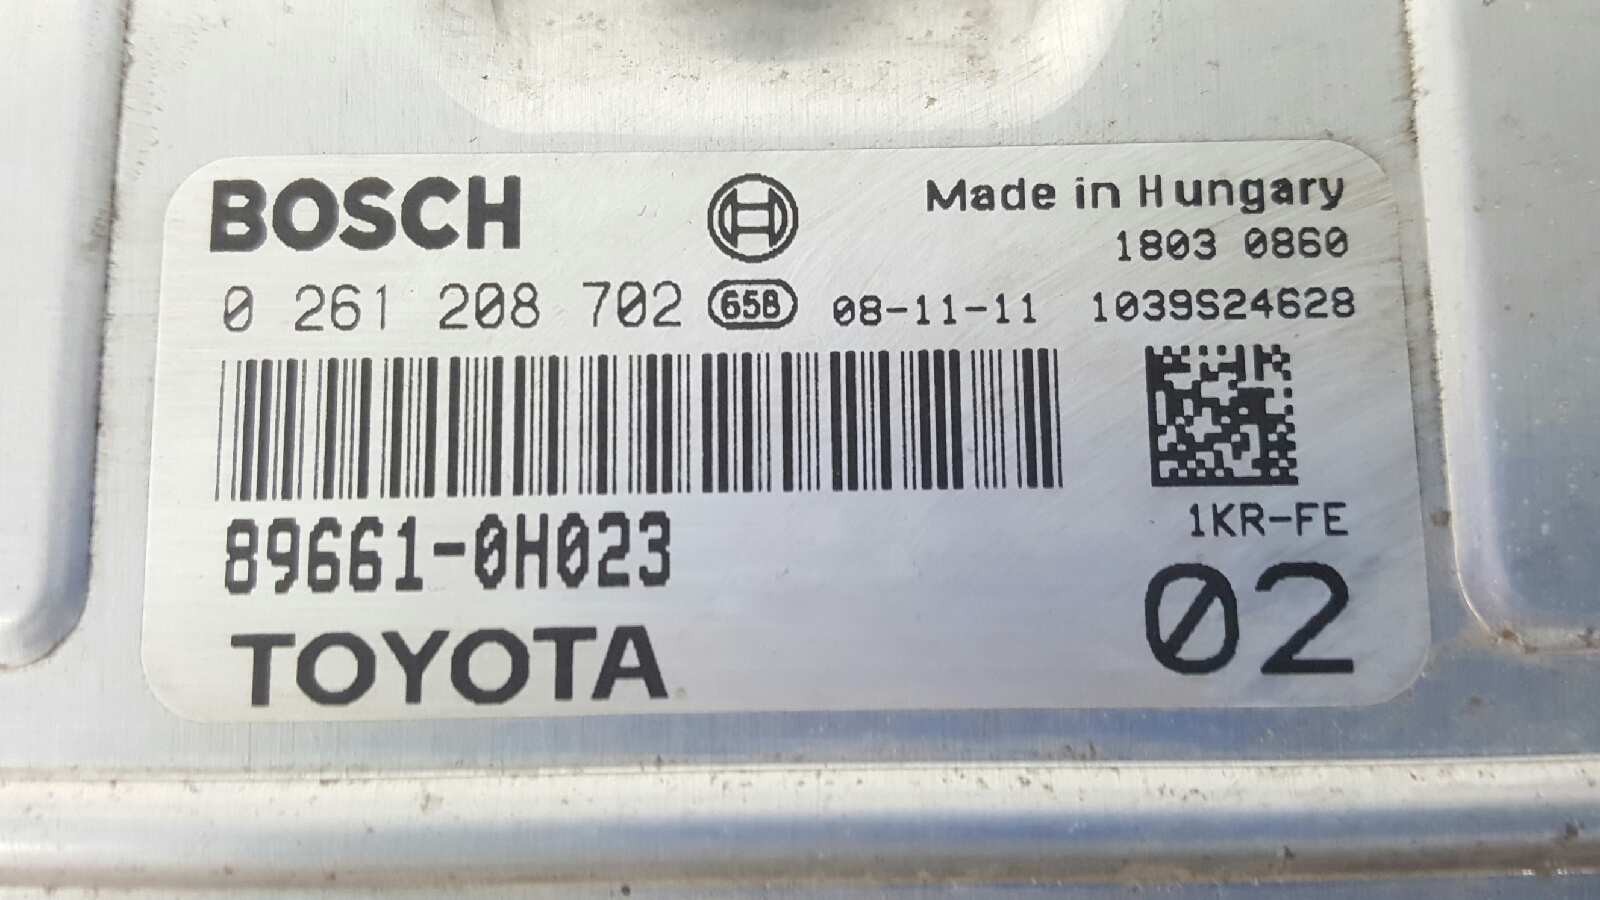 BOSCH
Made in Hungary
1803 0860
0 261 208 702 65B 08-11-11 1039S24628
89661-0H023
1KR-FE
TOYOTA
02